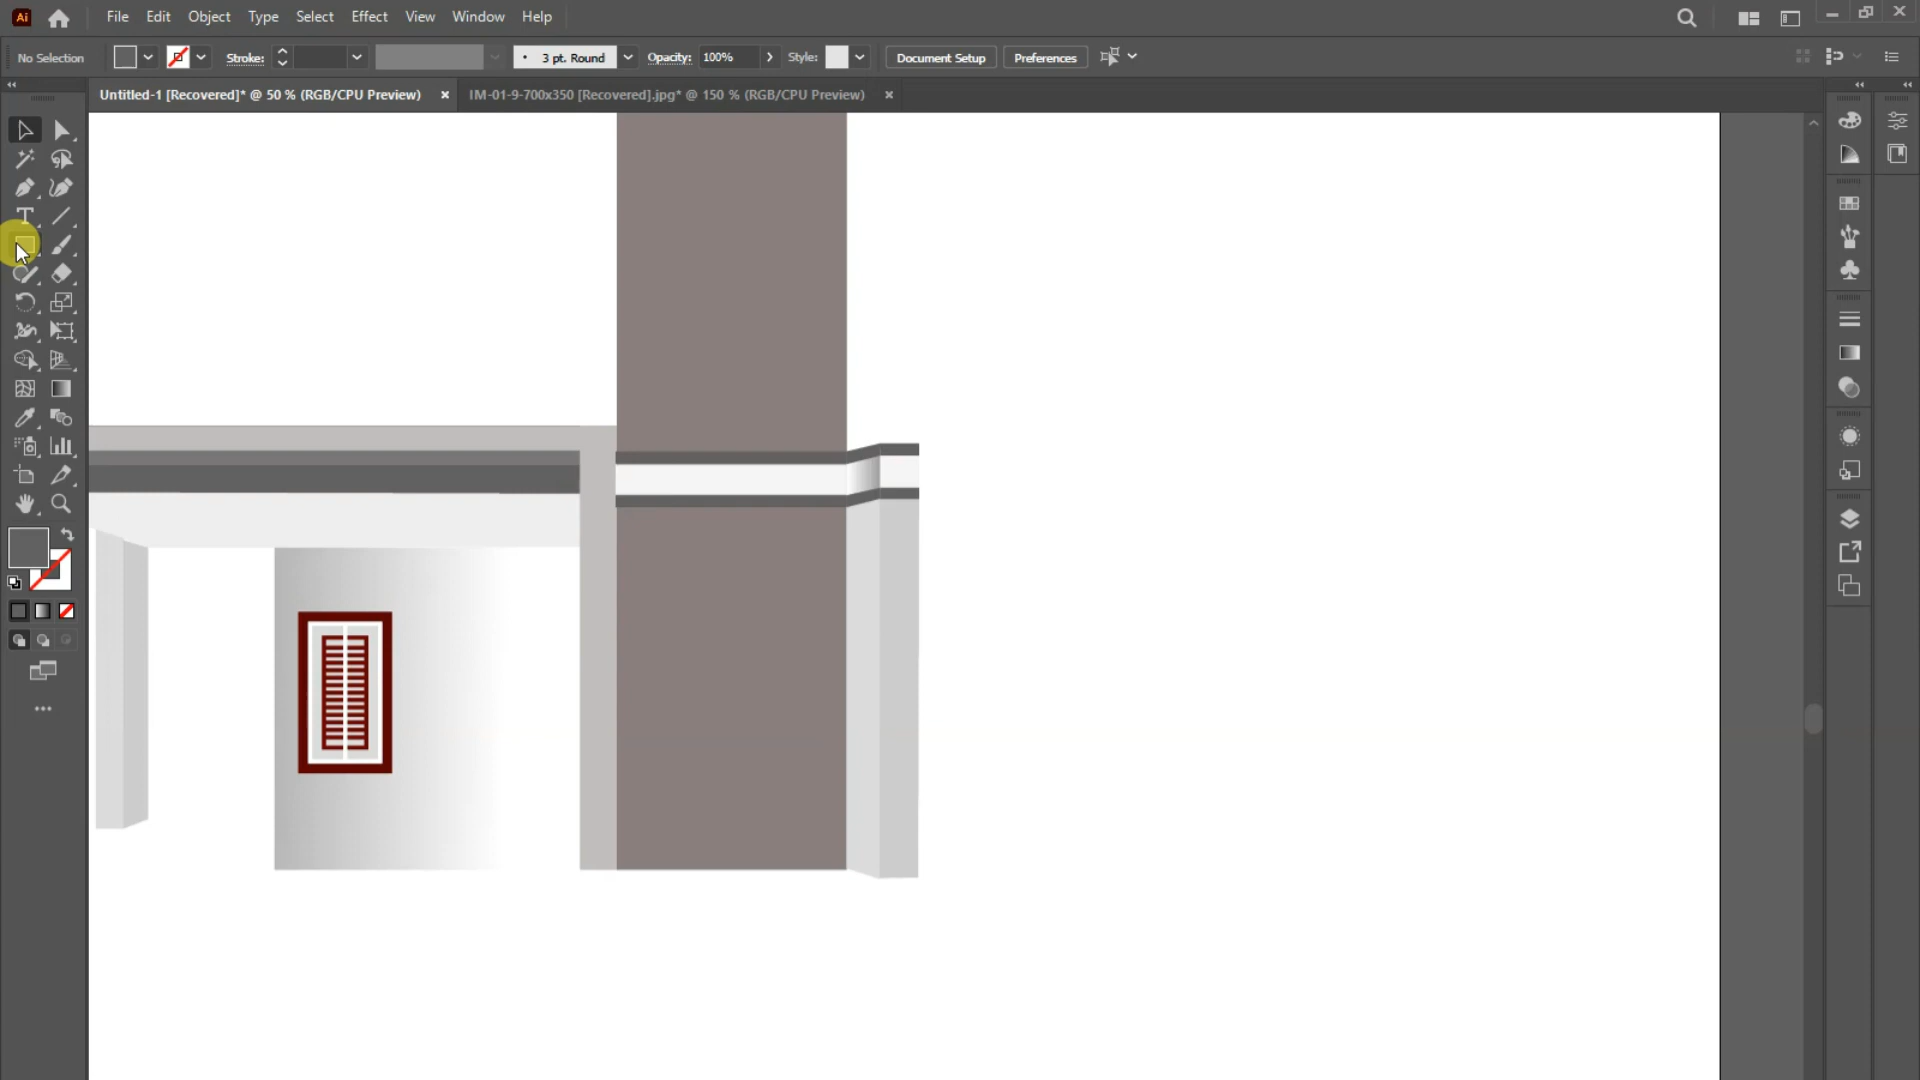 Ai File Edit Object Type Select Effect View Window Help
No Selection Stroke: 3 pt. Round Opacity: 100% Style: Document Setup Preferences
Untitled-1 [Recovered]* @ 50 % (RGB/CPU Preview) × IM-01-9-700x350 [Recovered].jpg* @ 150 % (RGB/CPU Preview) ×